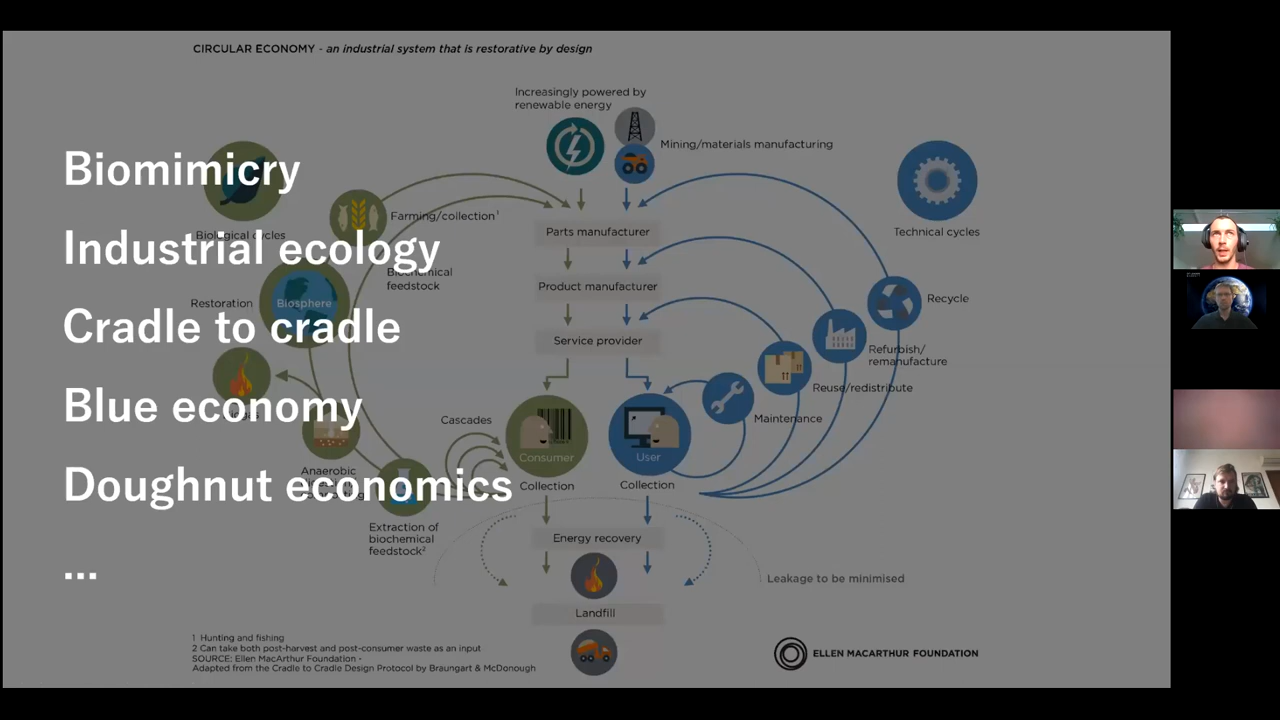 CIRCULAR ECONOMY - an industrial system that is restorative by design
Increasingly powered by
renewable energy
Mining/materials manufacturing
Biomimicry
Industrial ecology
Cradle to cradle
Blue economy
Doughnut economics
...
Biological cycles
Farming/collection¹
Biochemical
feedstock
Restoration
Biosphere
Anaerobic
Extraction of
biochemical
feedstock²
Cascades
Parts manufacturer
Product manufacturer
Service provider
Consumer
User
Collection
Collection
Energy recovery
Landfill
Technical cycles
Recycle
Refurbish/
remanufacture
Reuse/redistribute
Maintenance
Leakage to be minimised
1 Hunting and fishing
2 Can take both post-harvest and post-consumer waste as an input
SOURCE: Ellen MacArthur Foundation -
Adapted from the Cradle to Cradle Design Protocol by Braungart & McDonough
ELLEN MACARTHUR FOUNDATION